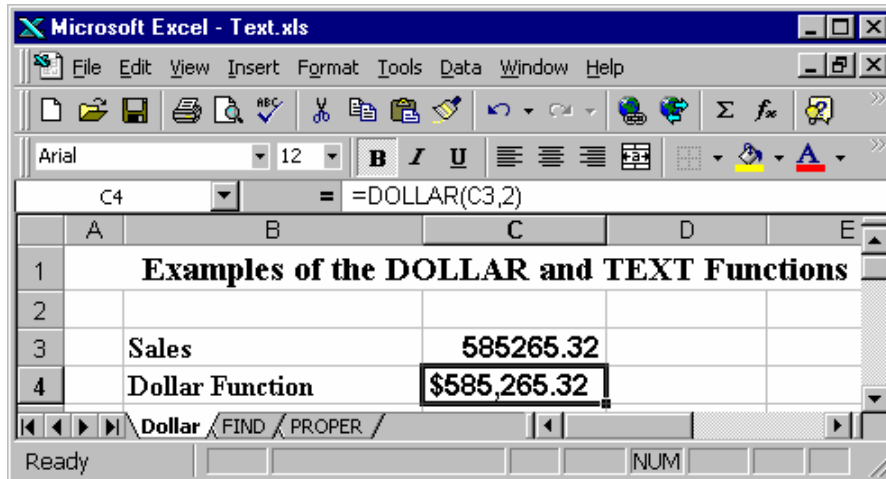 Microsoft Excel - Text.xls
File Edit View Insert Format Tools Data Window Help
ABC Σ fx ?
Arial 12 B I U A
C4 = =DOLLAR(C3,2)
A B C D E
1 Examples of the DOLLAR and TEXT Functions
2
3 Sales 585265.32
4 Dollar Function $585,265.32
Dollar FIND PROPER
Ready NUM